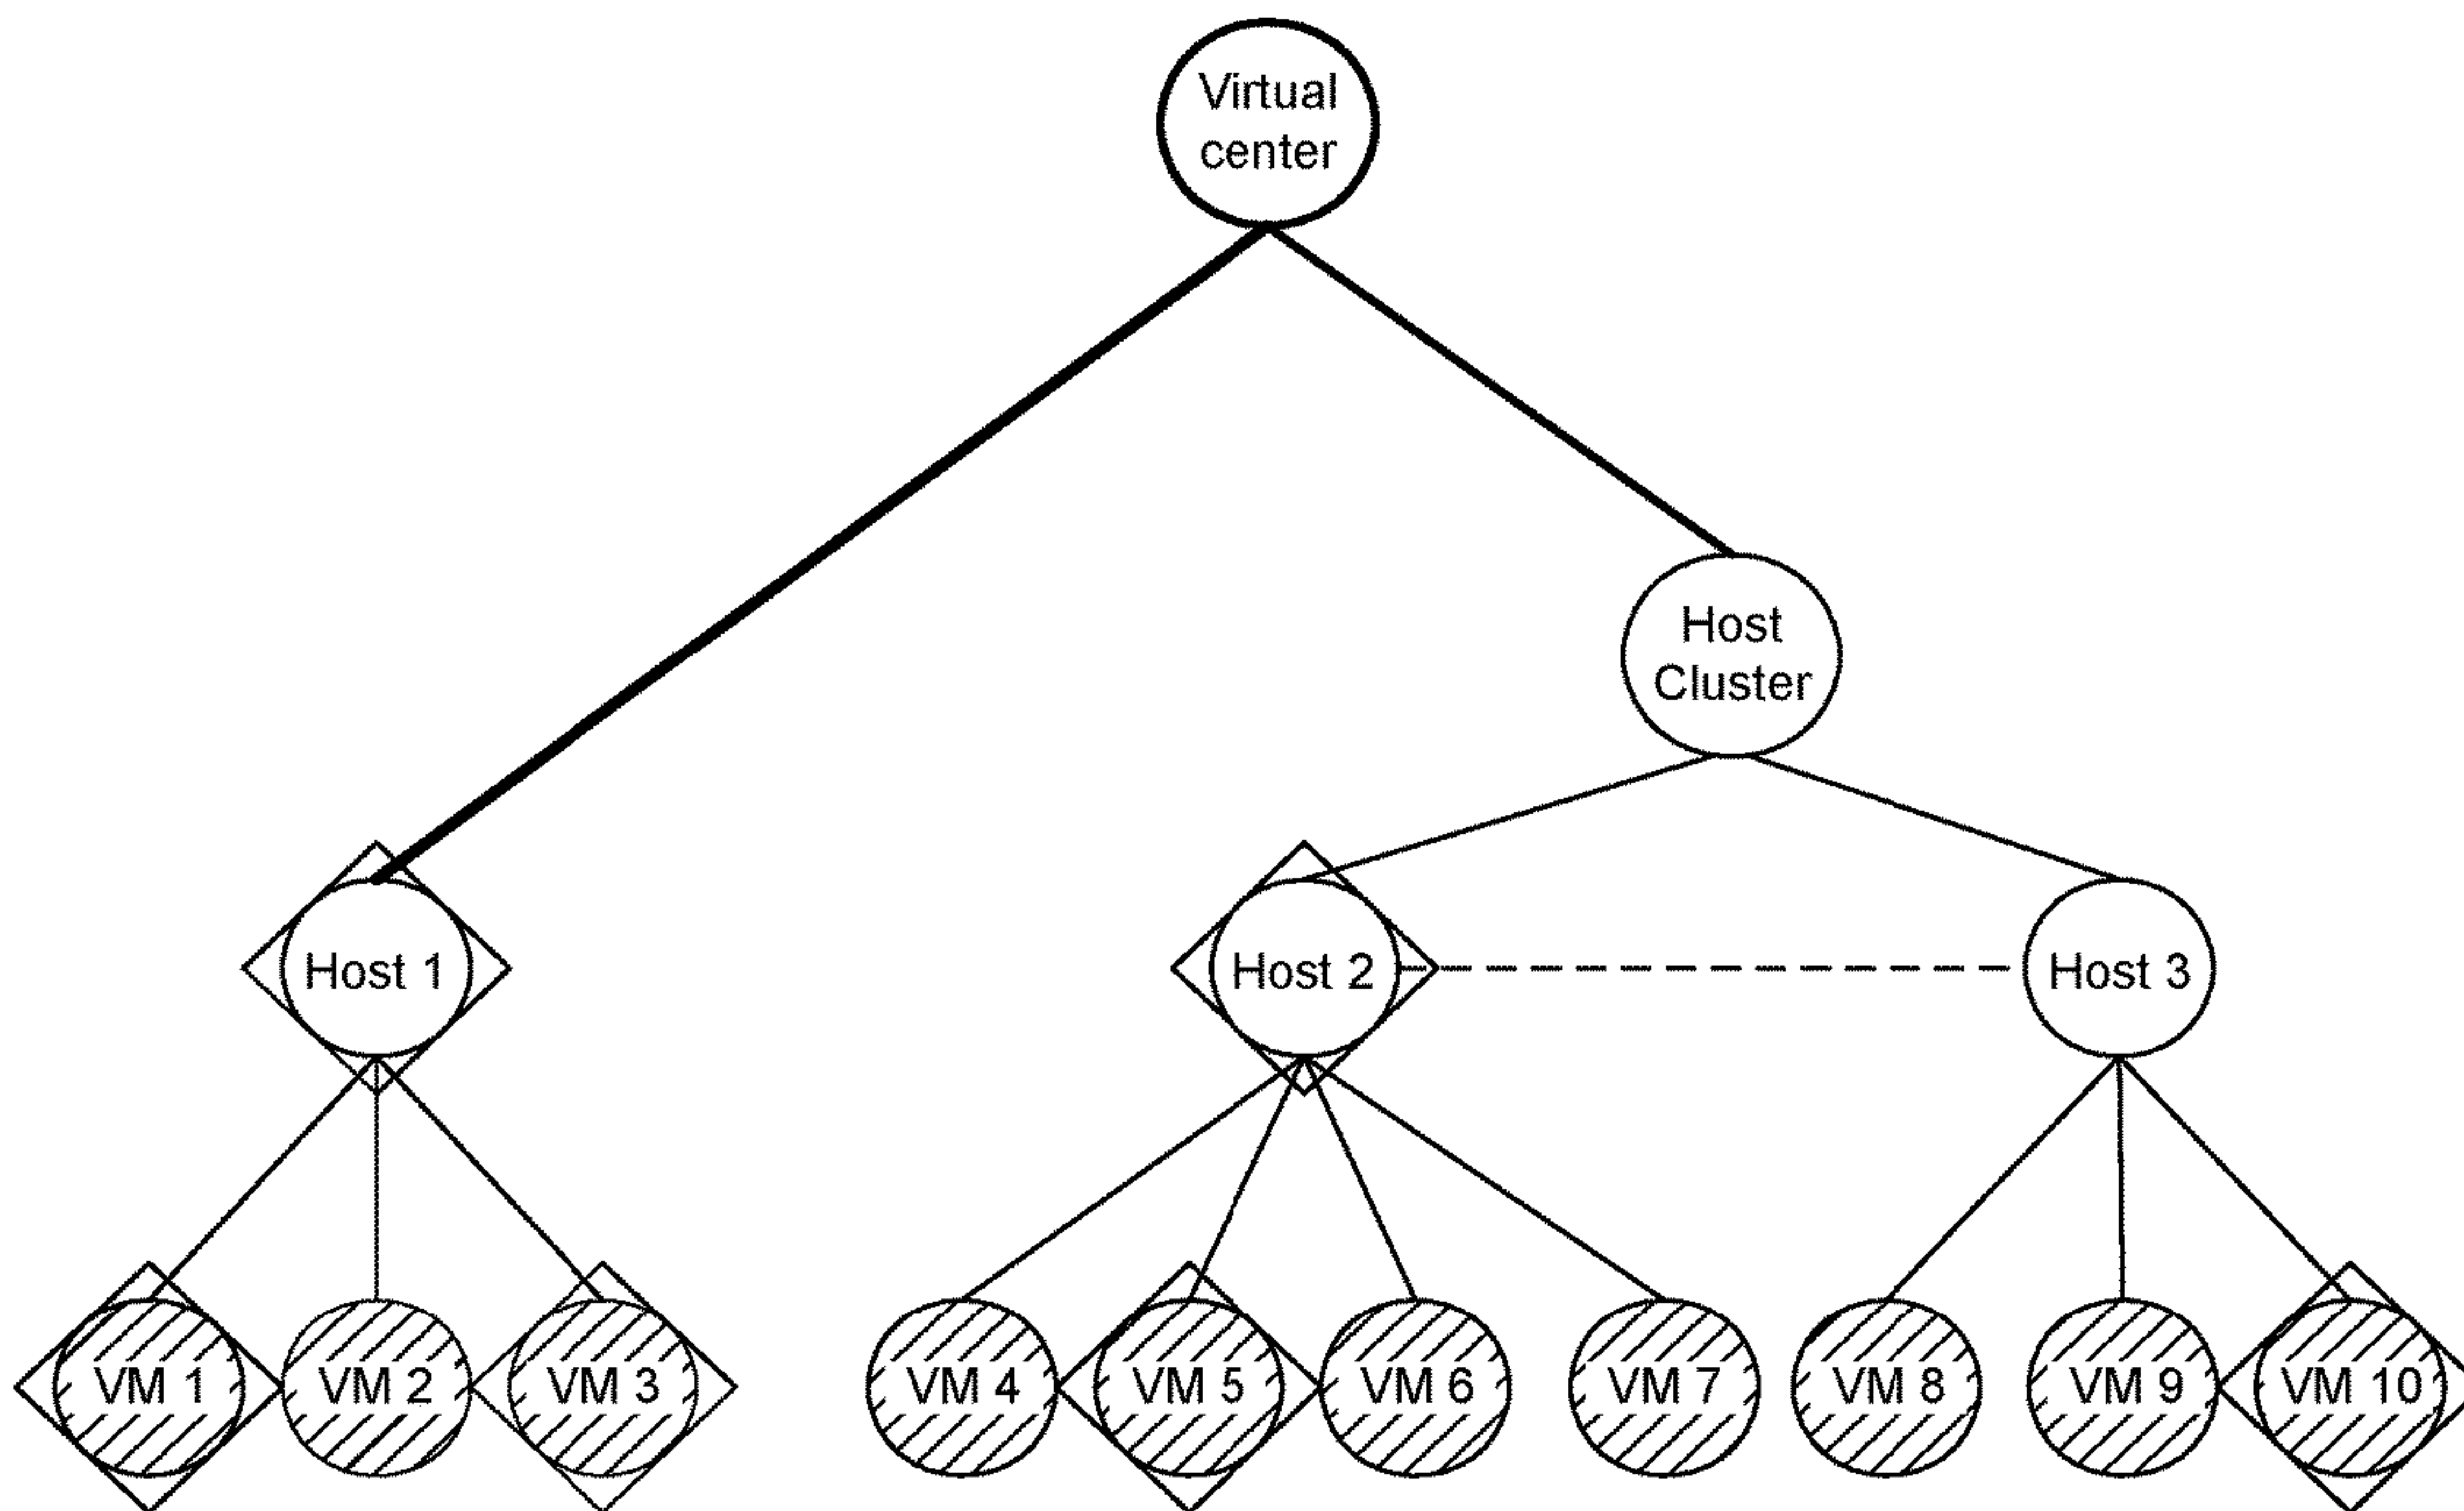 Virtual
center
Host
Cluster
Host 1
Host 2
Host 3
VM 1
VM 2
VM 3
VM 4
VM 5
VM 6
VM 7
VM 8
VM 9
VM 10